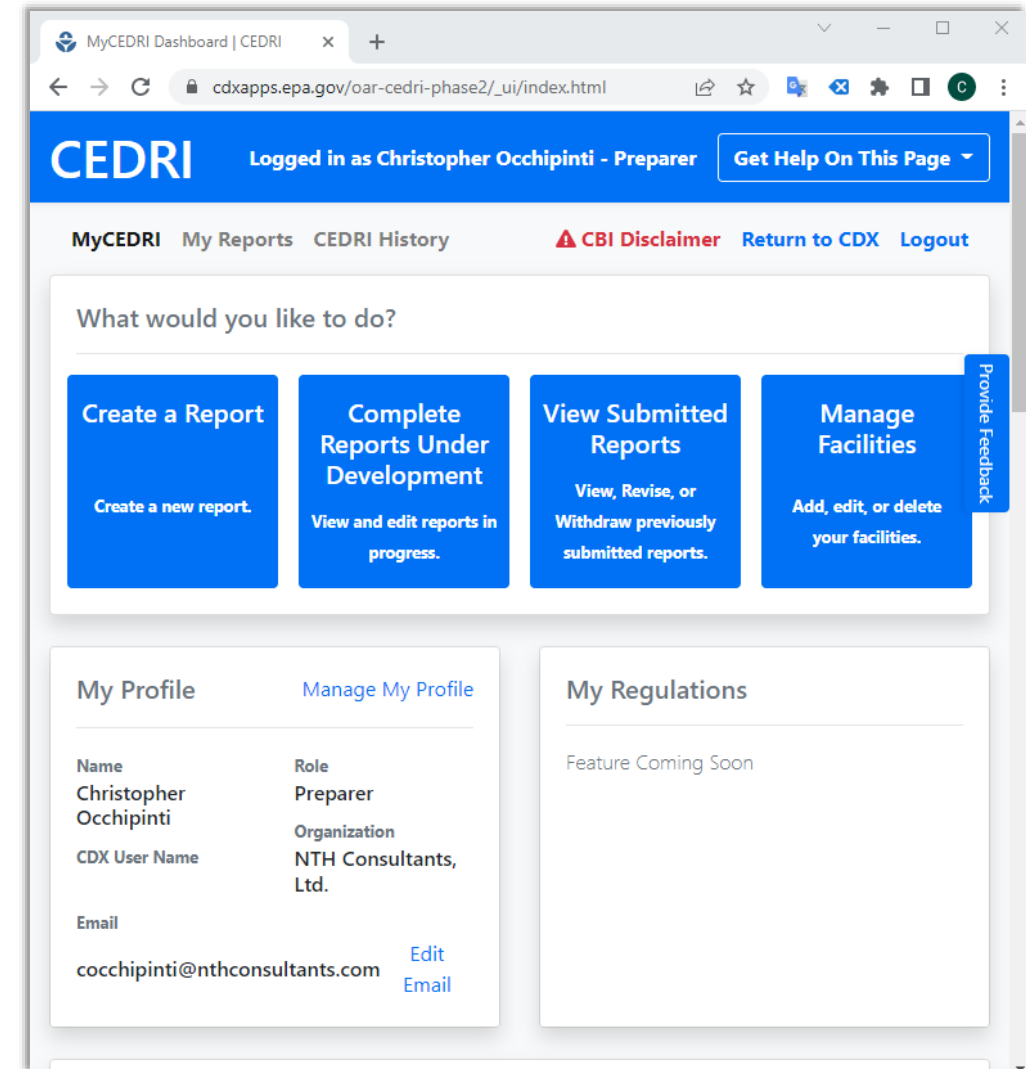 MyCEDRI Dashboard | CEDRI
cdxapps.epa.gov/oar-cedri-phase2/_ui/index.html
C
CEDRI
Logged in as Christopher Occhipinti - Preparer
Get Help On This Page
MyCEDRI My Reports CEDRI History
CBI Disclaimer Return to CDX Logout
What would you like to do?
Create a Report
Create a new report.
Complete
Reports Under
Development
View and edit reports in
progress.
View Submitted
Reports
View, Revise, or
Withdraw previously
submitted reports.
Manage
Facilities
Add, edit, or delete
your facilities.
Provide Feedback
My Profile
Manage My Profile
Name
Christopher
Occhipinti
CDX User Name
Role
Preparer
Organization
NTH Consultants,
Ltd.
Email
cocchipinti@nthconsultants.com
Edit
Email
My Regulations
Feature Coming Soon